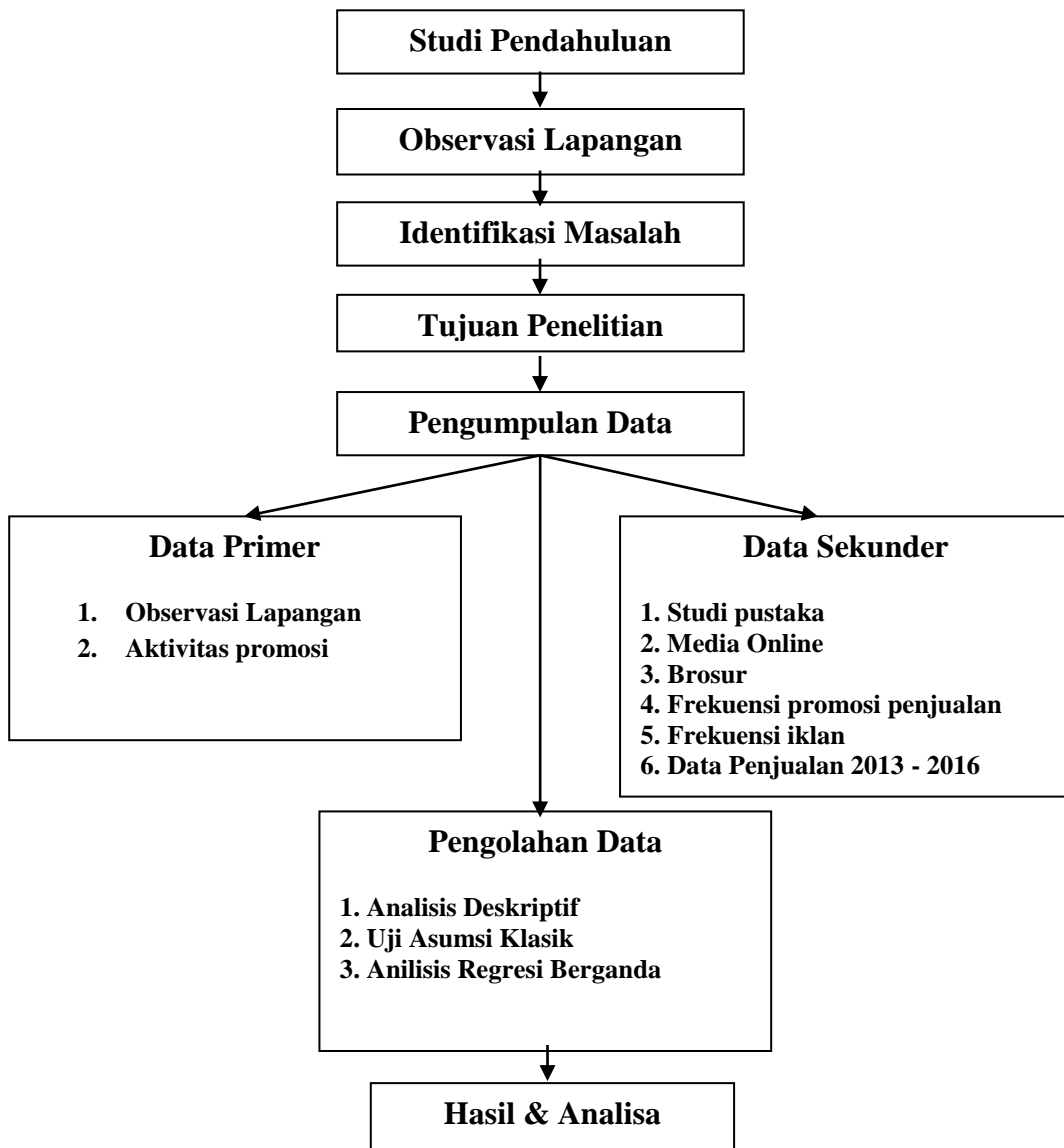 Studi Pendahuluan
Observasi Lapangan
Identifikasi Masalah
Tujuan Penelitian
Pengumpulan Data
Data Primer
1. Observasi Lapangan
2. Aktivitas promosi
Data Sekunder
1. Studi pustaka
2. Media Online
3. Brosur
4. Frekuensi promosi penjualan
5. Frekuensi iklan
6. Data Penjualan 2013 - 2016
Pengolahan Data
1. Analisis Deskriptif
2. Uji Asumsi Klasik
3. Anilisis Regresi Berganda
Hasil & Analisa